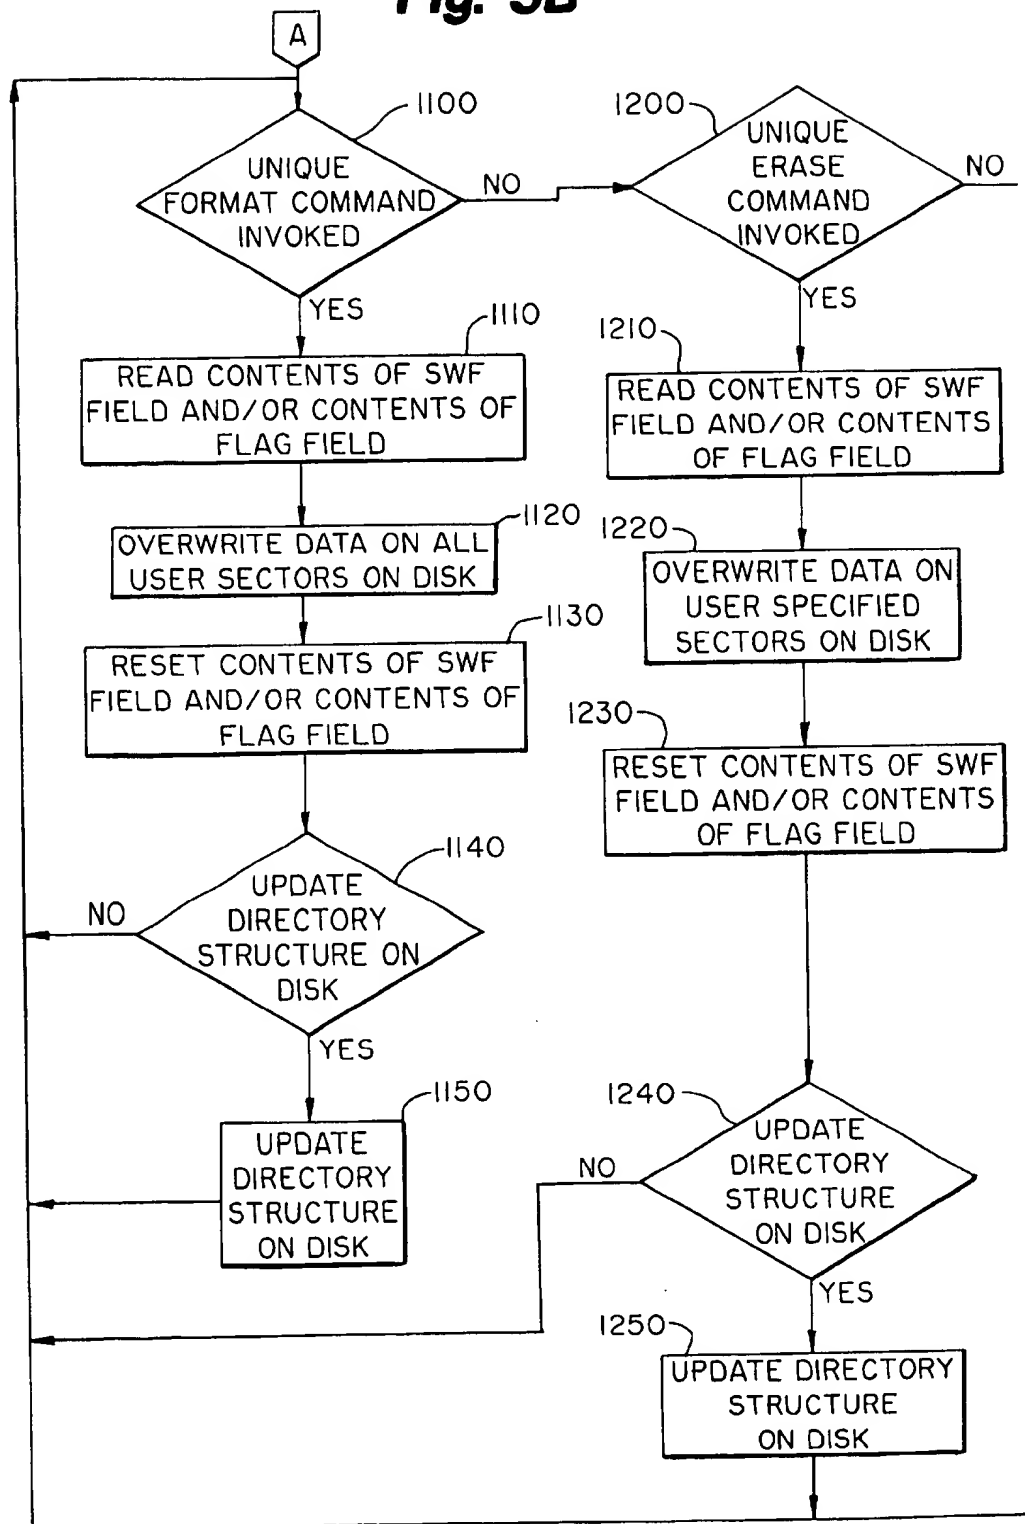 A
1100
UNIQUE
FORMAT COMMAND
INVOKED
NO
YES
1200
UNIQUE
ERASE
COMMAND
INVOKED
NO
YES
1110
READ CONTENTS OF SWF
FIELD AND/OR CONTENTS OF
FLAG FIELD
1210
READ CONTENTS OF SWF
FIELD AND/OR CONTENTS
OF FLAG FIELD
1120
OVERWRITE DATA ON ALL
USER SECTORS ON DISK
1220
OVERWRITE DATA ON
USER SPECIFIED
SECTORS ON DISK
1130
RESET CONTENTS OF SWF
FIELD AND/OR CONTENTS OF
FLAG FIELD
1230
RESET CONTENTS OF SWF
FIELD AND/OR CONTENTS
OF FLAG FIELD
1140
UPDATE
DIRECTORY
STRUCTURE ON
DISK
NO
YES
1150
UPDATE
DIRECTORY
STRUCTURE
ON DISK
1240
UPDATE
DIRECTORY
STRUCTURE
ON DISK
NO
YES
1250
UPDATE DIRECTORY
STRUCTURE
ON DISK